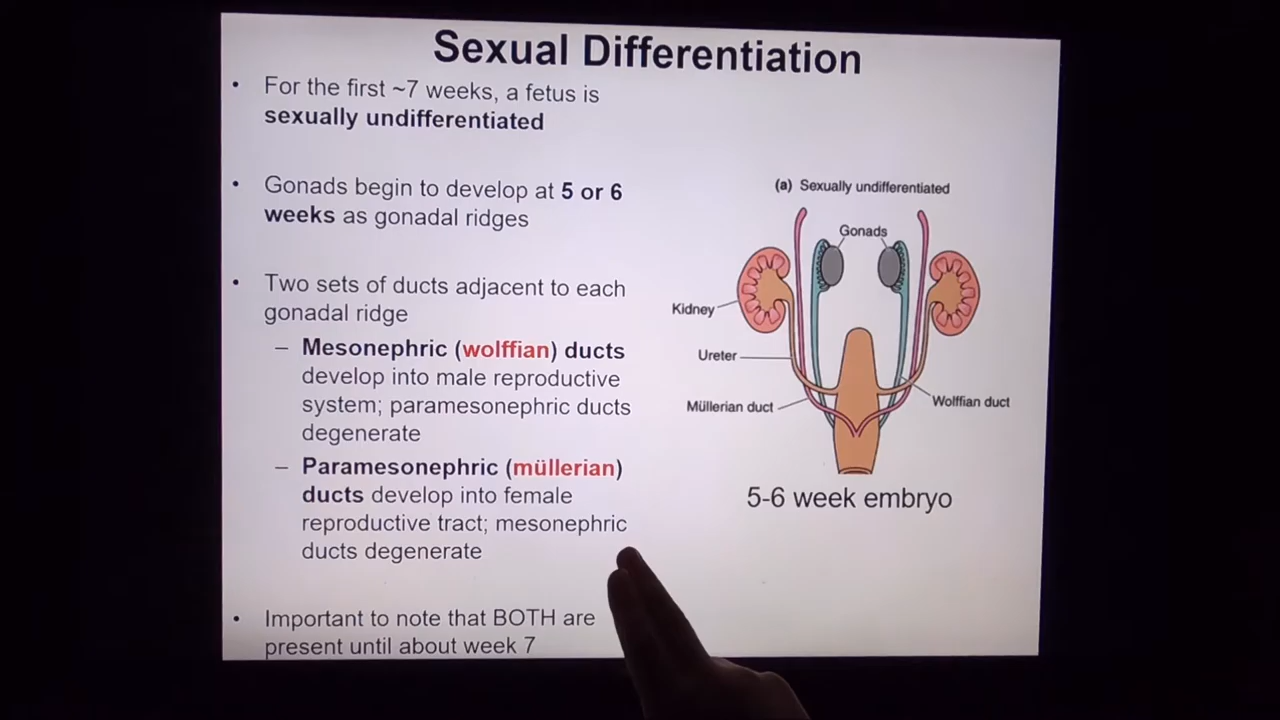 Sexual Differentiation
• For the first ~7 weeks, a fetus is
sexually undifferentiated
• Gonads begin to develop at 5 or 6
weeks as gonadal ridges
• Two sets of ducts adjacent to each
gonadal ridge
– Mesonephric (wolffian) ducts
develop into male reproductive
system; paramesonephric ducts
degenerate
– Paramesonephric (müllerian)
ducts develop into female
reproductive tract; mesonephric
ducts degenerate
• Important to note that BOTH are
present until about week 7
(a) Sexually undifferentiated
Gonads
Kidney
Ureter
Müllerian duct
Wolffian duct
5-6 week embryo